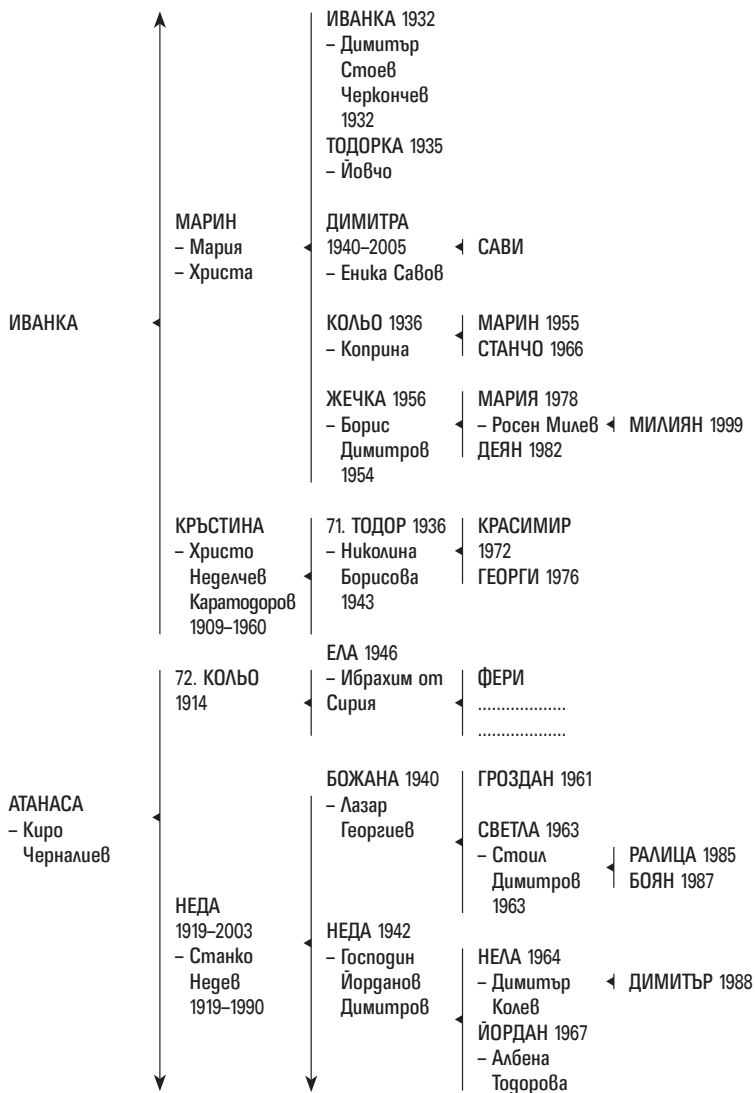 ИВАНКА
МАРИН
– Мария
– Христа
ИВАНКА 1932
– Димитър
Стоев
Черкончев
1932
ТОДОРКА 1935
– Йовчо
ДИМИТРА
1940–2005
– Еника Савов
САВИ
КОЛЬО 1936
– Коприна
МАРИН 1955
СТАНЧО 1966
ЖЕЧКА 1956
– Борис
Димитров
1954
МАРИЯ 1978
– Росен Милев
ДЕЯН 1982
МИЛИЯН 1999
КРЪСТИНА
– Христо
Неделчев
Каратодоров
1909–1960
71. ТОДОР 1936
– Николина
Борисова
1943
КРАСИМИР
1972
ГЕОРГИ 1976
АТАНАСА
– Киро
Черналиев
72. КОЛЬО
1914
ЕЛА 1946
– Ибрахим от
Сирия
ФЕРИ
...................
...................
НЕДА
1919–2003
– Станко
Недев
1919–1990
БОЖАНА 1940
– Лазар
Георгиев
ГРОЗДАН 1961
СВЕТЛА 1963
– Стоил
Димитров
1963
РАЛИЦА 1985
БОЯН 1987
НЕДА 1942
– Господин
Йорданов
Димитров
НЕЛА 1964
– Димитър
Колев
ДИМИТЪР 1988
ЙОРДАН 1967
– Албена
Тодорова